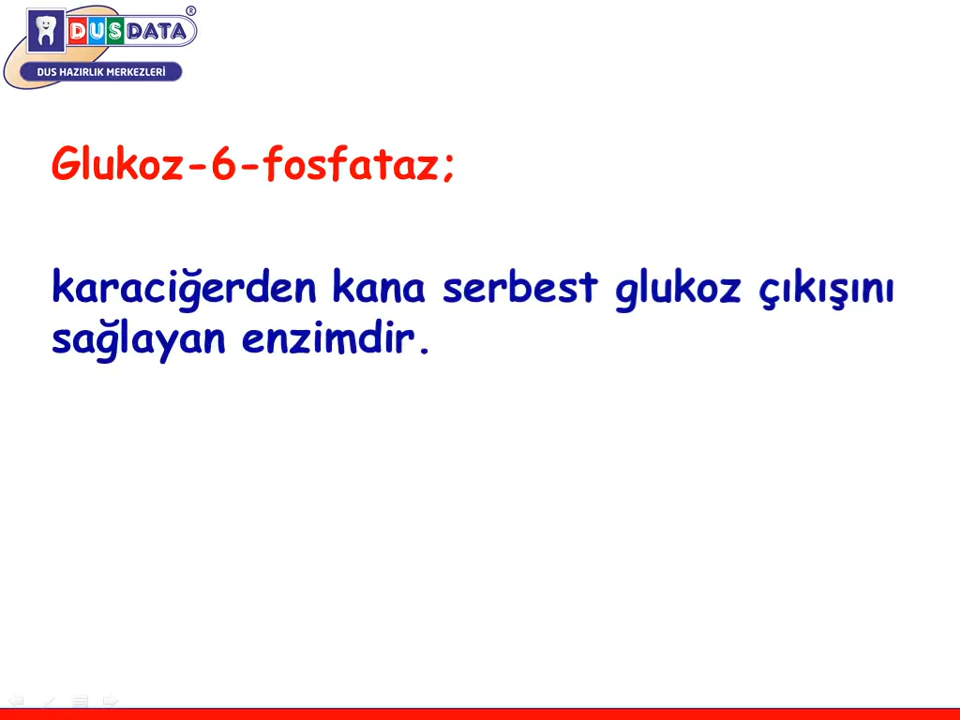 DUSDATA®
DUS HAZIRLIK MERKEZLERİ
Glukoz-6-fosfataz;
karaciğerden kana serbest glukoz çıkışını
sağlayan enzimdir.